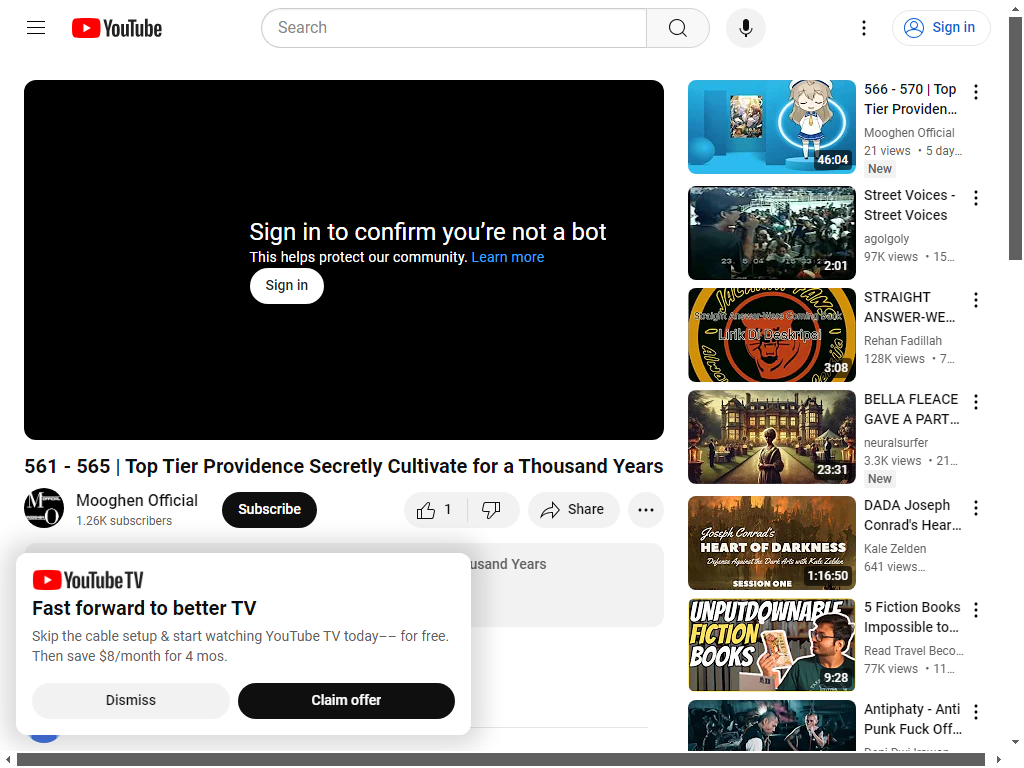 YouTube
Search
Sign in
Sign in to confirm you’re not a bot
This helps protect our community. Learn more
Sign in
561 - 565 | Top Tier Providence Secretly Cultivate for a Thousand Years
Mooghen Official
1.26K subscribers
Subscribe
1
Share
usand Years
YouTube TV
Fast forward to better TV
Skip the cable setup & start watching YouTube TV today–– for free.
Then save $8/month for 4 mos.
Dismiss
Claim offer
46:04
566 - 570 | Top
Tier Providen…
Mooghen Official
21 views • 5 day…
New
2:01
Street Voices -
Street Voices
agolgoly
97K views • 15…
Straight Answer-Were Coming Back
Lirik Di Deskripsi
3:08
STRAIGHT
ANSWER-WE…
Rehan Fadillah
128K views • 7…
23:31
BELLA FLEACE
GAVE A PART…
neuralsurfer
3.3K views • 21…
New
Joseph Conrad's
HEART OF DARKNESS
Defense Against the Dark Arts with Kale Zelden
SESSION ONE
1:16:50
DADA Joseph
Conrad's Hear…
Kale Zelden
641 views…
UNPUTDOWNABLE
FICTION
BOOKS
9:28
5 Fiction Books
Impossible to…
Read Travel Beco…
77K views • 11…
Antiphaty - Anti
Punk Fuck Off…